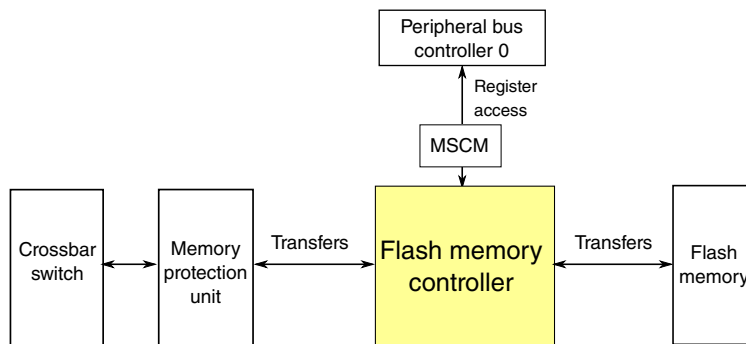 Peripheral bus
controller 0
Register
access
MSCM
Crossbar
switch
Memory
protection
unit
Transfers
Flash memory
controller
Transfers
Flash
memory